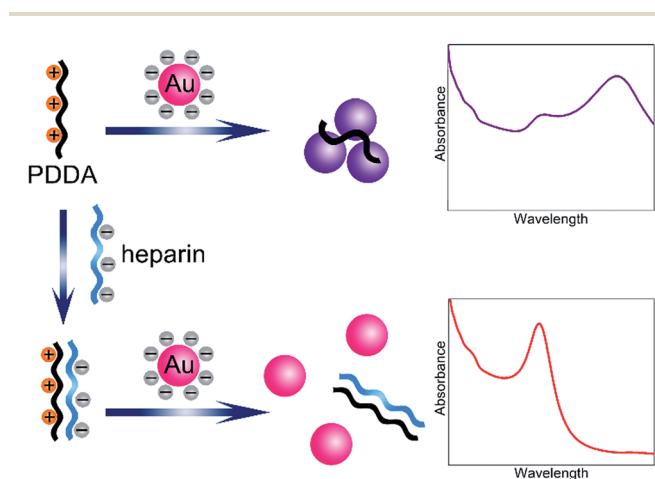 Au
PDDA
Absorbance
Wavelength
heparin
Au
Absorbance
Wavelength